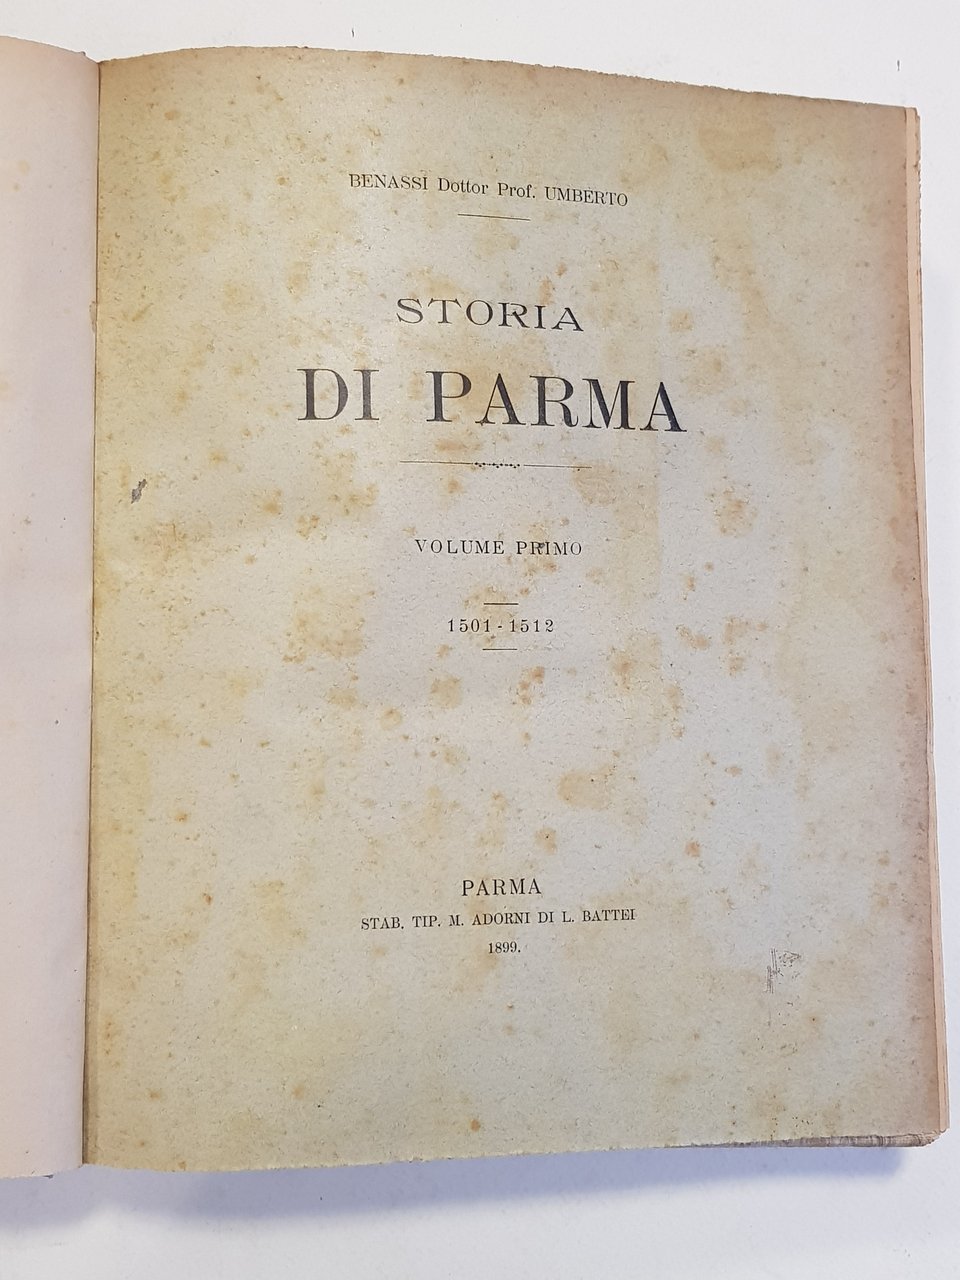 BENASSI Dottor Prof. UMBERTO
STORIA
DI PARMA
VOLUME PRIMO
1501 - 1512
PARMA
STAB. TIP. M. ADORNI DI L. BATTEI
1899.